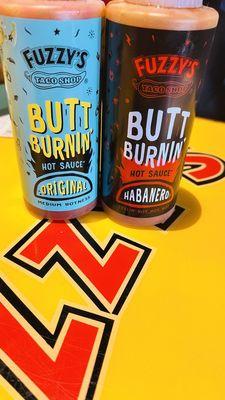 FUZZY'S
TACO SHOP
BUTT
BURNIN'
HOT SAUCE
ORIGINAL
MEDIUM HOTNESS
FUZZY'S
TACO SHOP
BUTT
BURNIN'
HOT SAUCE
HABANERO